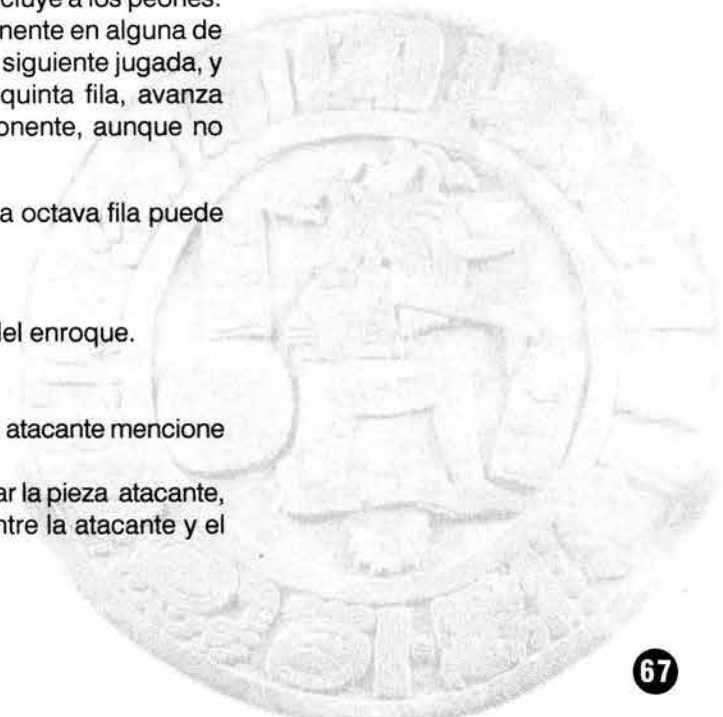 cluye a los peones.
nente en alguna de
siguiente jugada, y
quinta fila, avanza
onente, aunque no
a octava fila puede
del enroque.
atacante mencione
ar la pieza atacante,
ntre la atacante y el
67